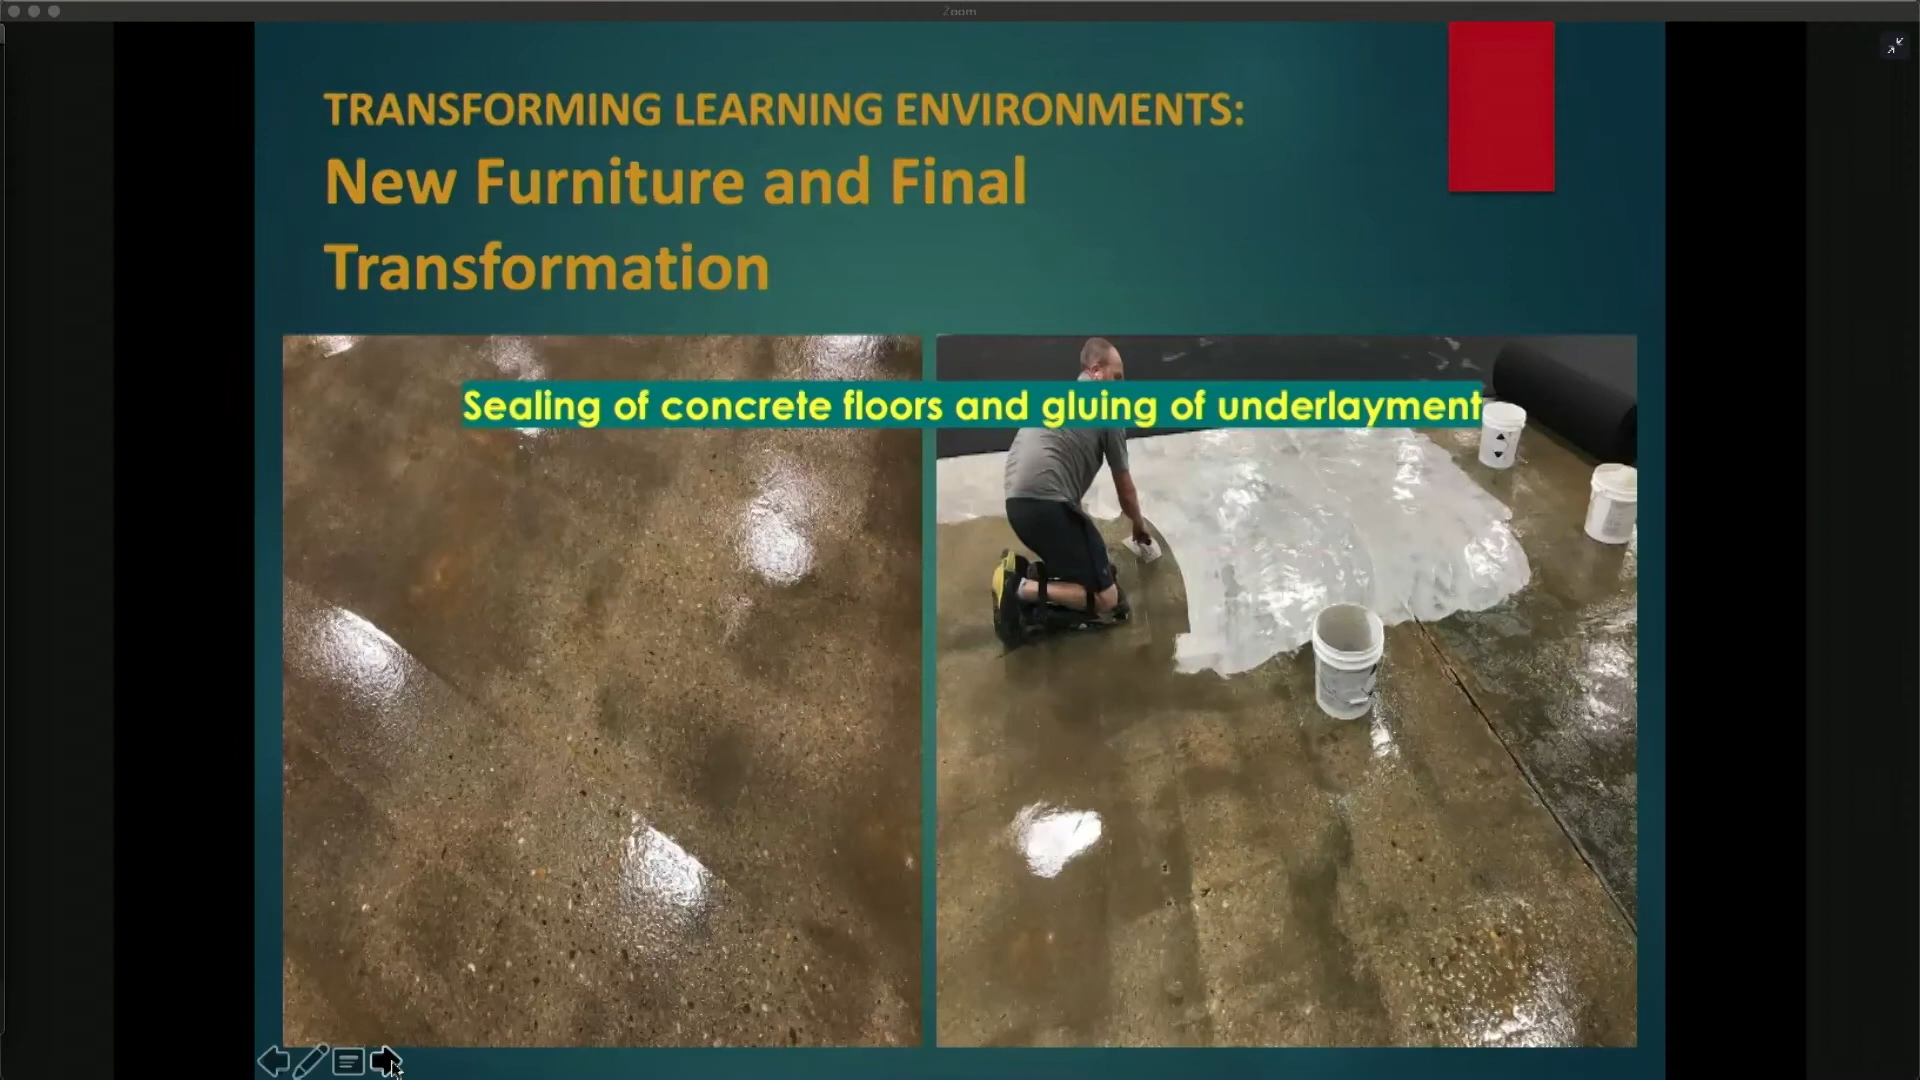 Zoom
TRANSFORMING LEARNING ENVIRONMENTS:
New Furniture and Final
Transformation
Sealing of concrete floors and gluing of underlayment